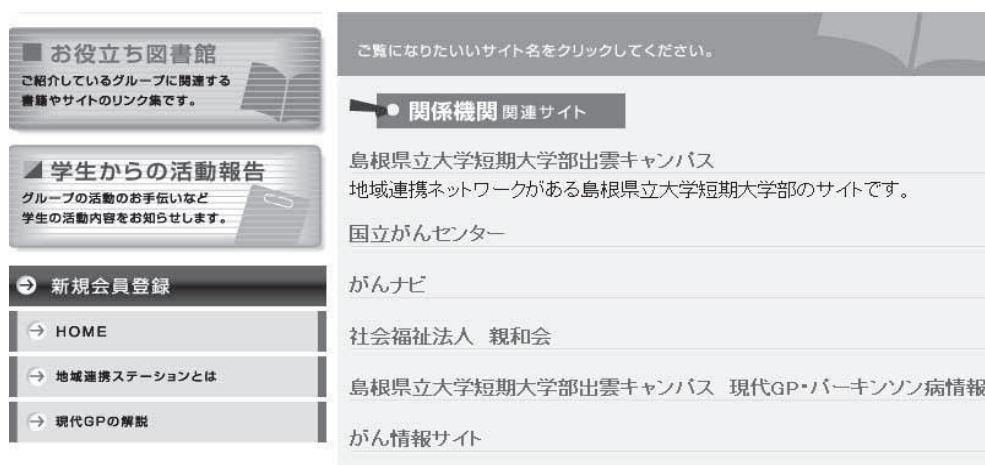 お役立ち図書館
ご紹介しているグループに関連する
書籍やサイトのリンク集です。
学生からの活動報告
グループの活動のお手伝いなど
学生の活動内容をお知らせします。
新規会員登録
HOME
地域連携ステーションとは
現代GPの解説
ご覧になりたいいサイト名をクリックしてください。
関係機関 関連サイト
島根県立大学短期大学部出雲キャンパス
地域連携ネットワークがある島根県立大学短期大学部のサイトです。
国立がんセンター
がんナビ
社会福祉法人 親和会
島根県立大学短期大学部出雲キャンパス 現代GP・パーキンソン病情報
がん情報サイト